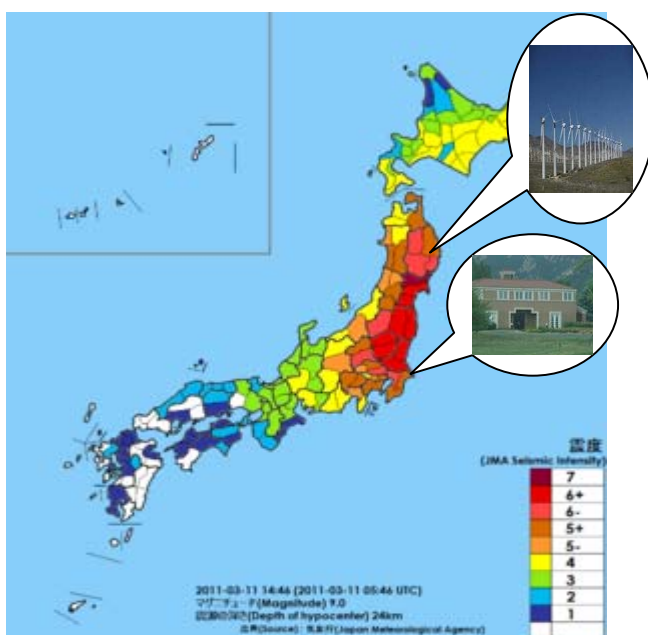 震度
(JMA Seismic Intensity)
7
6+
6-
5+
5-
4
3
2
1
2011-03-11 14:46 (2011-03-11 05:46 UTC)
マグニチュード(Magnitude) 9.0
震源の深さ(Depth of hypocenter) 24km
出典(Source) : 気象庁(Japan Meteorological Agency)